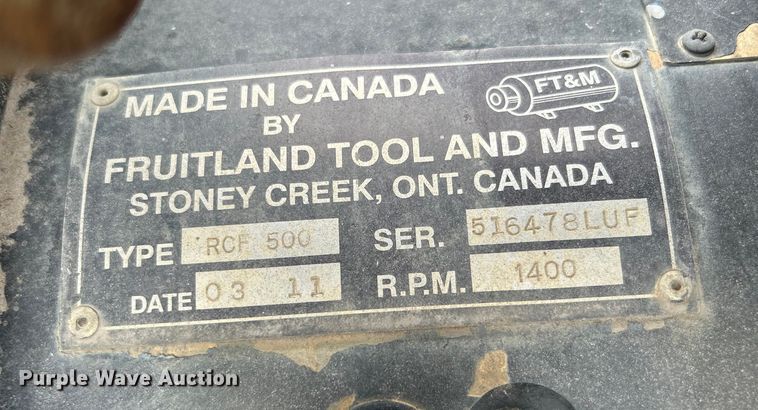 MADE IN CANADA
FT&M
BY
FRUITLAND TOOL AND MFG.
STONEY CREEK, ONT. CANADA
TYPE RCF 500 SER. 516478LUF
DATE 03 11 R.P.M. 1400
Purple Wave Auction